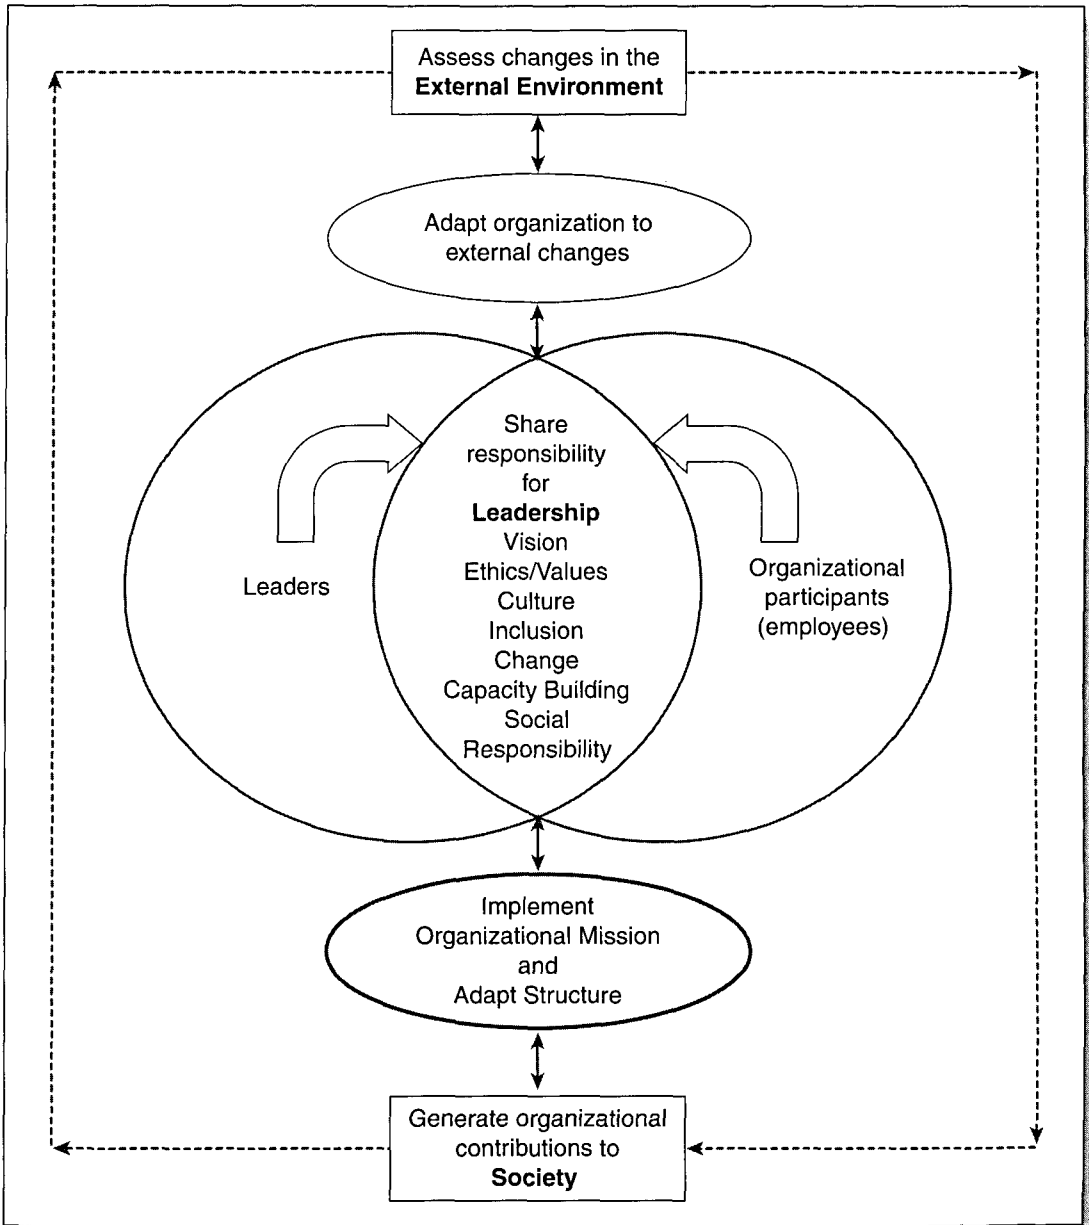 Assess changes in the
External Environment
Adapt organization to
external changes
Share
responsibility
for
Leadership
Vision
Ethics/Values
Culture
Inclusion
Change
Capacity Building
Social
Responsibility
Leaders
Organizational
participants
(employees)
Implement
Organizational Mission
and
Adapt Structure
Generate organizational
contributions to
Society